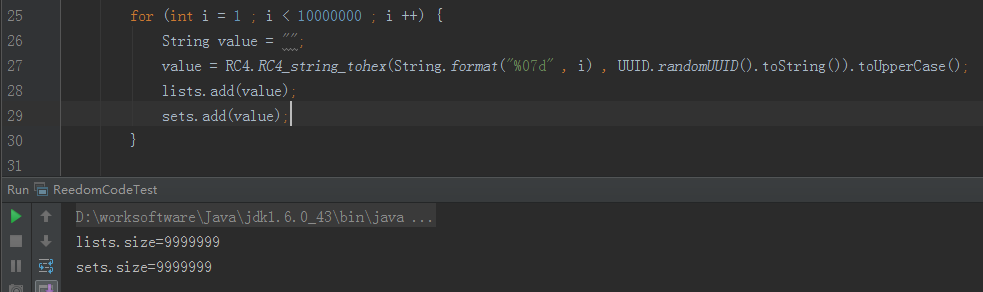 25 for (int i = 1 ; i < 10000000 ; i ++) {
26 String value = "";
27 value = RC4.RC4_string_tohex(String.format("%07d" , i) , UUID.randomUUID().toString()).toUpperCase();
28 lists.add(value);
29 sets.add(value);
30 }
31
Run ReedomCodeTest
D:\worksoftware\Java\jdk1.6.0_43\bin\java ...
lists.size=9999999
sets.size=9999999